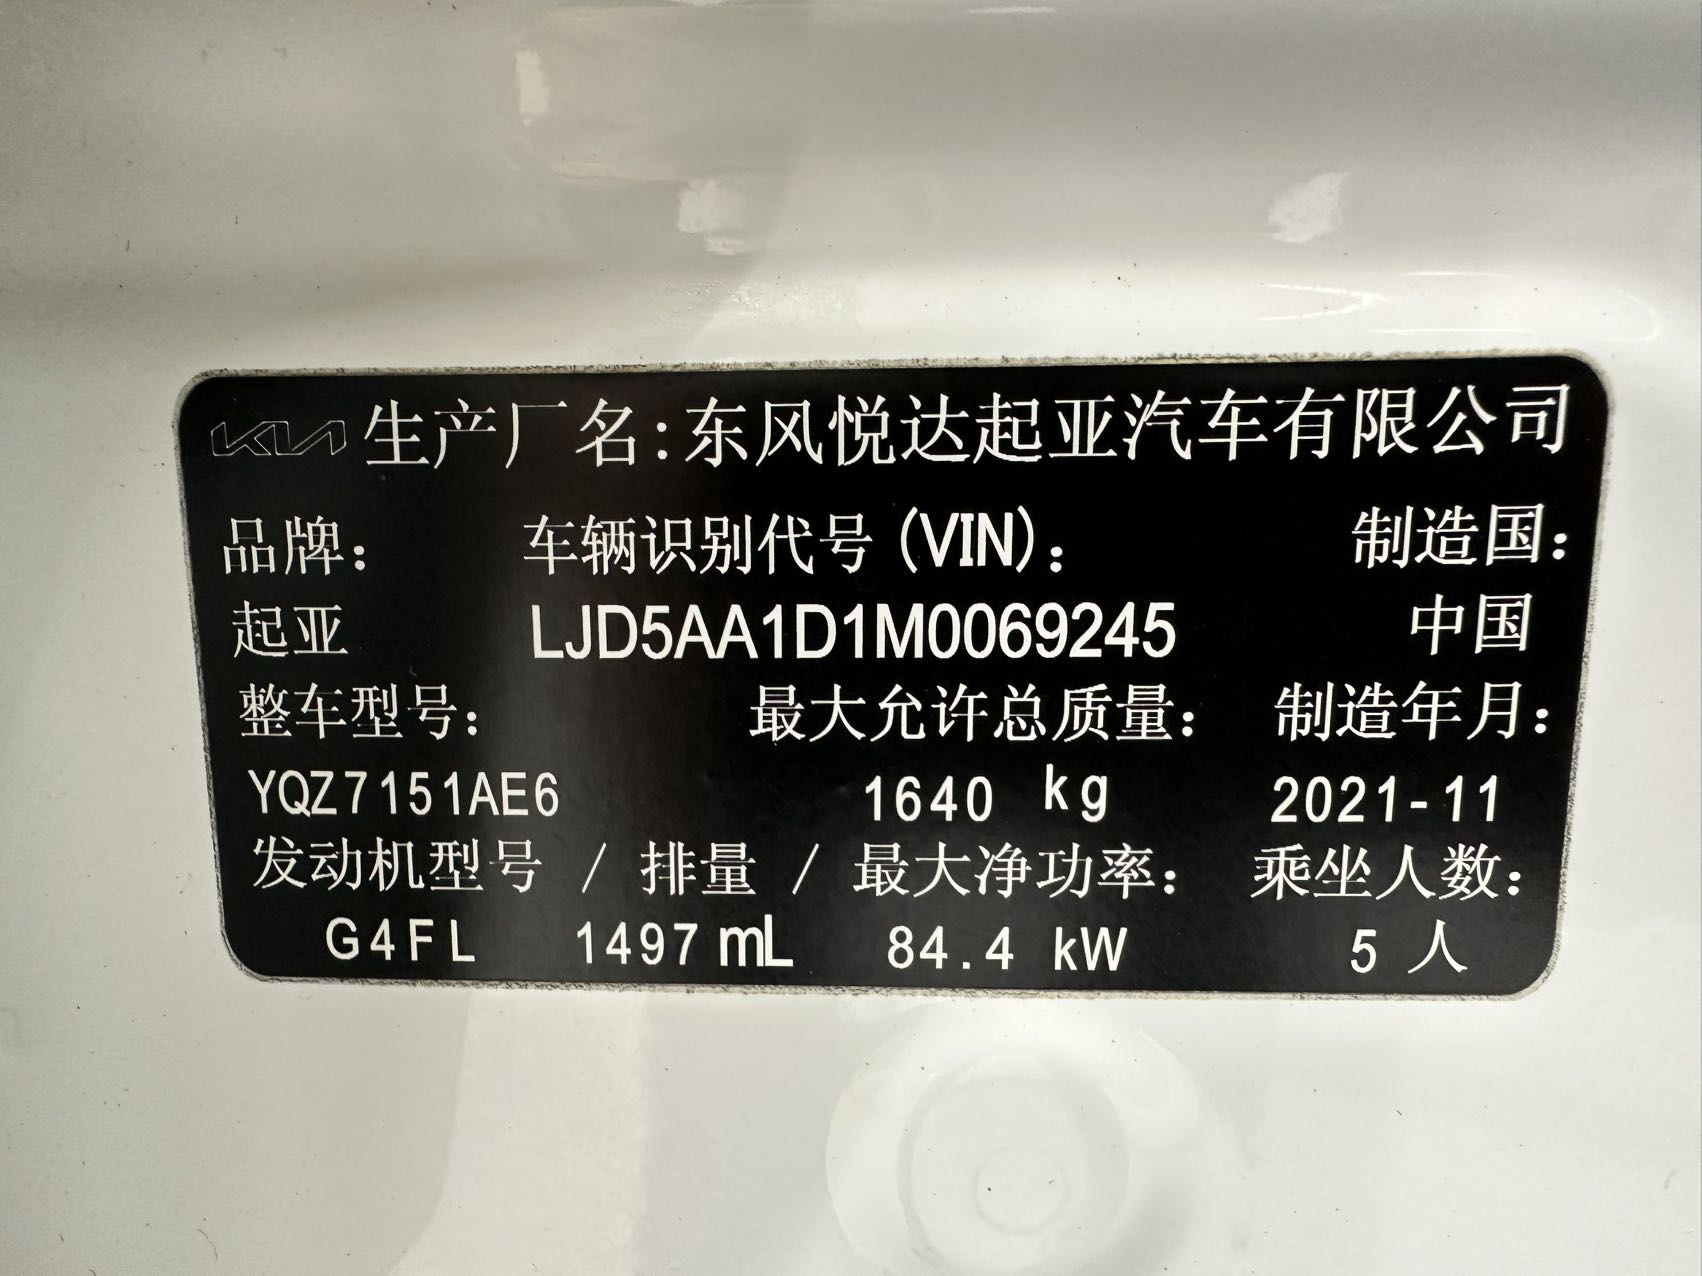 KIA 生产厂名:东风悦达起亚汽车有限公司
品牌: 车辆识别代号(VIN): 制造国:
起亚 LJD5AA1D1M0069245 中国
整车型号: 最大允许总质量: 制造年月:
YQZ7151AE6 1640 kg 2021-11
发动机型号 / 排量 / 最大净功率: 乘坐人数:
G4FL 1497 mL 84.4 kW 5 人